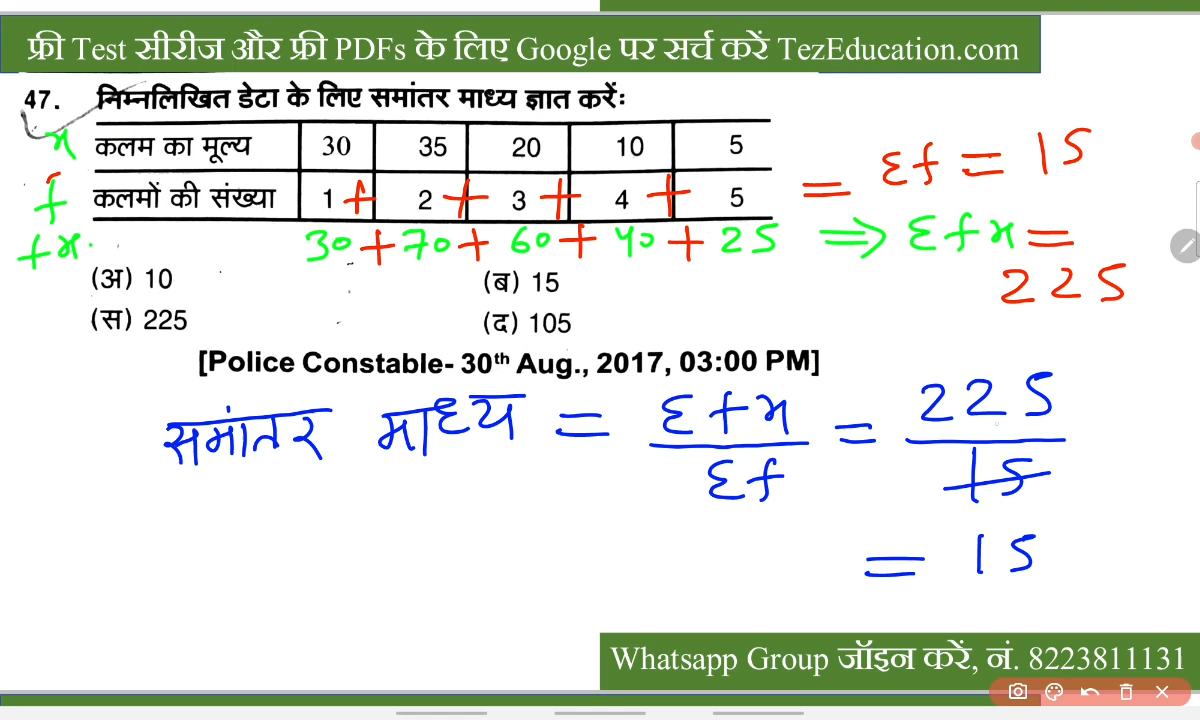 फ्री Test सीरीज और फ्री PDFs के लिए Google पर सर्च करें TezEducation.com
47. निम्नलिखित डेटा के लिए समांतर माध्य ज्ञात करें:
x कलम का मूल्य 30 35 20 10 5
f कलमों की संख्या 1 + 2 + 3 + 4 + 5 = Σf = 15
fx. 30 + 70 + 60 + 40 + 25 ⇒ Σfx = 225
(अ) 10 (ब) 15
(स) 225 (द) 105
[Police Constable- 30th Aug., 2017, 03:00 PM]
समांतर माध्य = Σfx / Σf = 225 / 15
= 15
Whatsapp Group जॉइन करें, नं. 8223811131